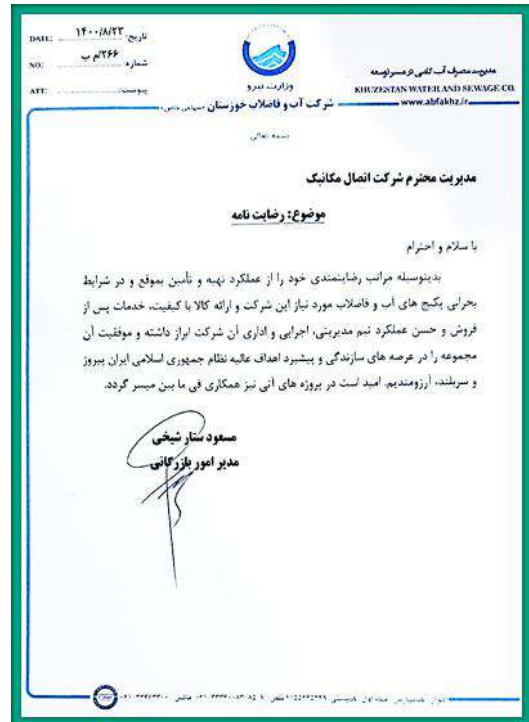 DATE: ۱۴۰۰/۸/۲۳ تاریخ:
NO: ۲۶۶/م ب شماره:
ATT: پیوست:
وزارت نیرو
شرکت آب و فاضلاب خوزستان «سهامی خاص»
مدیریت مصرف آب گامی در مسیر توسعه
KHUZESTAN WATER AND SEWAGE CO.
www.abfakhz.ir
بسمه تعالی
مدیریت محترم شرکت اتصال مکانیک
موضوع: رضایت نامه
با سلام و احترام
بدینوسیله مراتب رضایتمندی خود را از عملکرد تهیه و تأمین بموقع و در شرایط
بحرانی پکیج های آب و فاضلاب مورد نیاز این شرکت و ارائه کالا با کیفیت، خدمات پس از
فروش و حسن عملکرد تیم مدیریتی، اجرایی و اداری آن شرکت ابراز داشته و موفقیت آن
مجموعه را در عرصه های سازندگی و پیشبرد اهداف عالیه نظام جمهوری اسلامی ایران پیروز
و سربلند، آرزومندیم. امید است در پروژه های آتی نیز همکاری فی ما بین میسر گردد.
مسعود ستار شیخی
مدیر امور بازرگانی